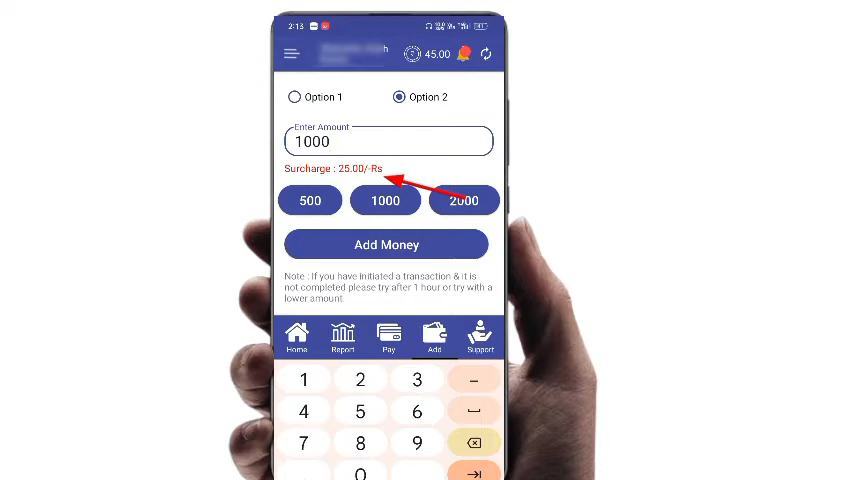 2:13
45.00
Option 1
Option 2
Enter Amount
1000
Surcharge : 25.00/-Rs
500
1000
2000
Add Money
Note : If you have initiated a transaction & it is
not completed please try after 1 hour or try with a
lower amount.
Home
Report
Pay
Add
Support
1 2 3 -
4 5 6
7 8 9
. 0